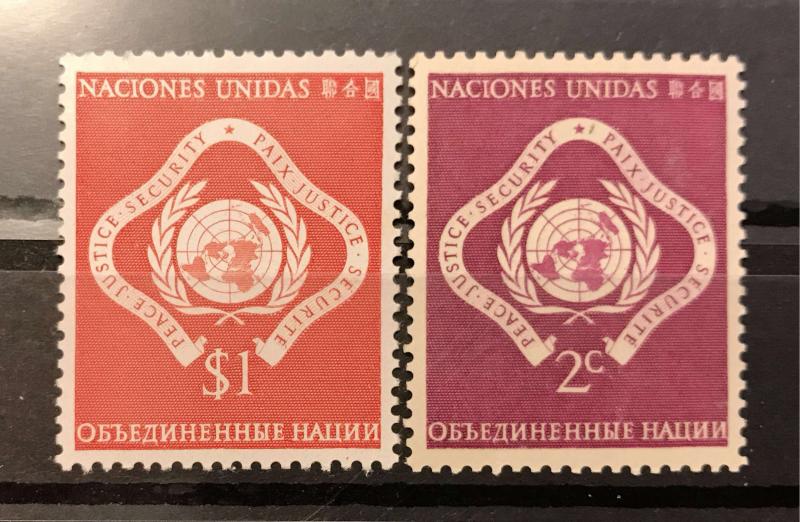 NACIONES UNIDAS 聯合國
PEACE · JUSTICE · SECURITY ★ PAIX · JUSTICE · SECURITE
$1
ОБЪЕДИНЕННЫЕ НАЦИИ
NACIONES UNIDAS 聯合國
PEACE · JUSTICE · SECURITY ★ PAIX · JUSTICE · SECURITE
2c
ОБЪЕДИНЕННЫЕ НАЦИИ